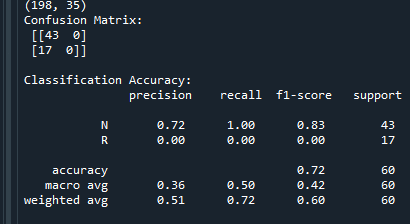 (198, 35)
Confusion Matrix:
[[43 0]
[17 0]]
Classification Accuracy:
precision recall f1-score support
N 0.72 1.00 0.83 43
R 0.00 0.00 0.00 17
accuracy 0.72 60
macro avg 0.36 0.50 0.42 60
weighted avg 0.51 0.72 0.60 60